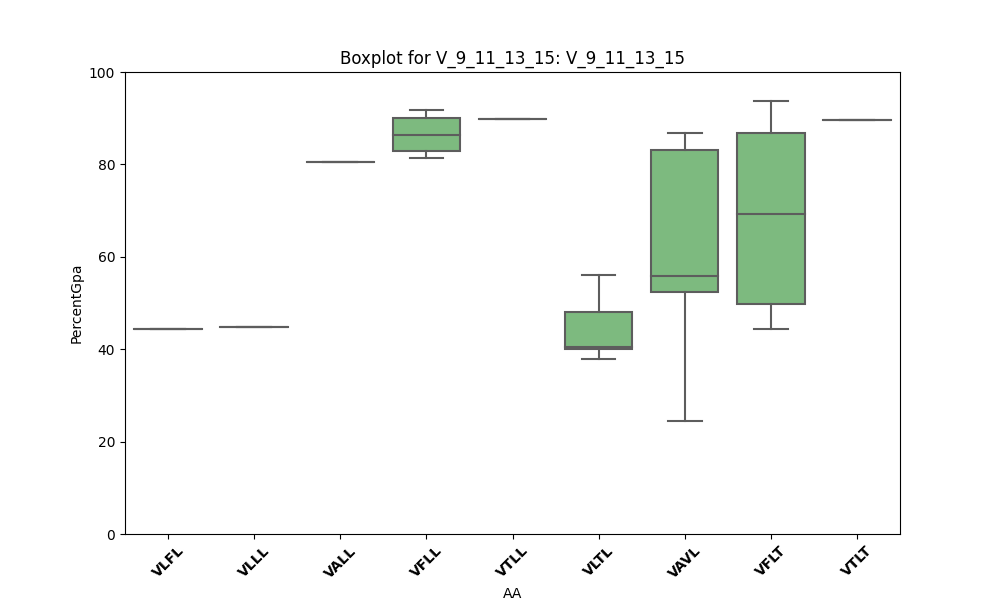 Boxplot for V_9_11_13_15: V_9_11_13_15
100
80
60
40
20
0
PercentGpa
VLFL
VLLL
VALL
VFLL
VTLL
VLTL
VAVL
VFLT
VTLT
AA